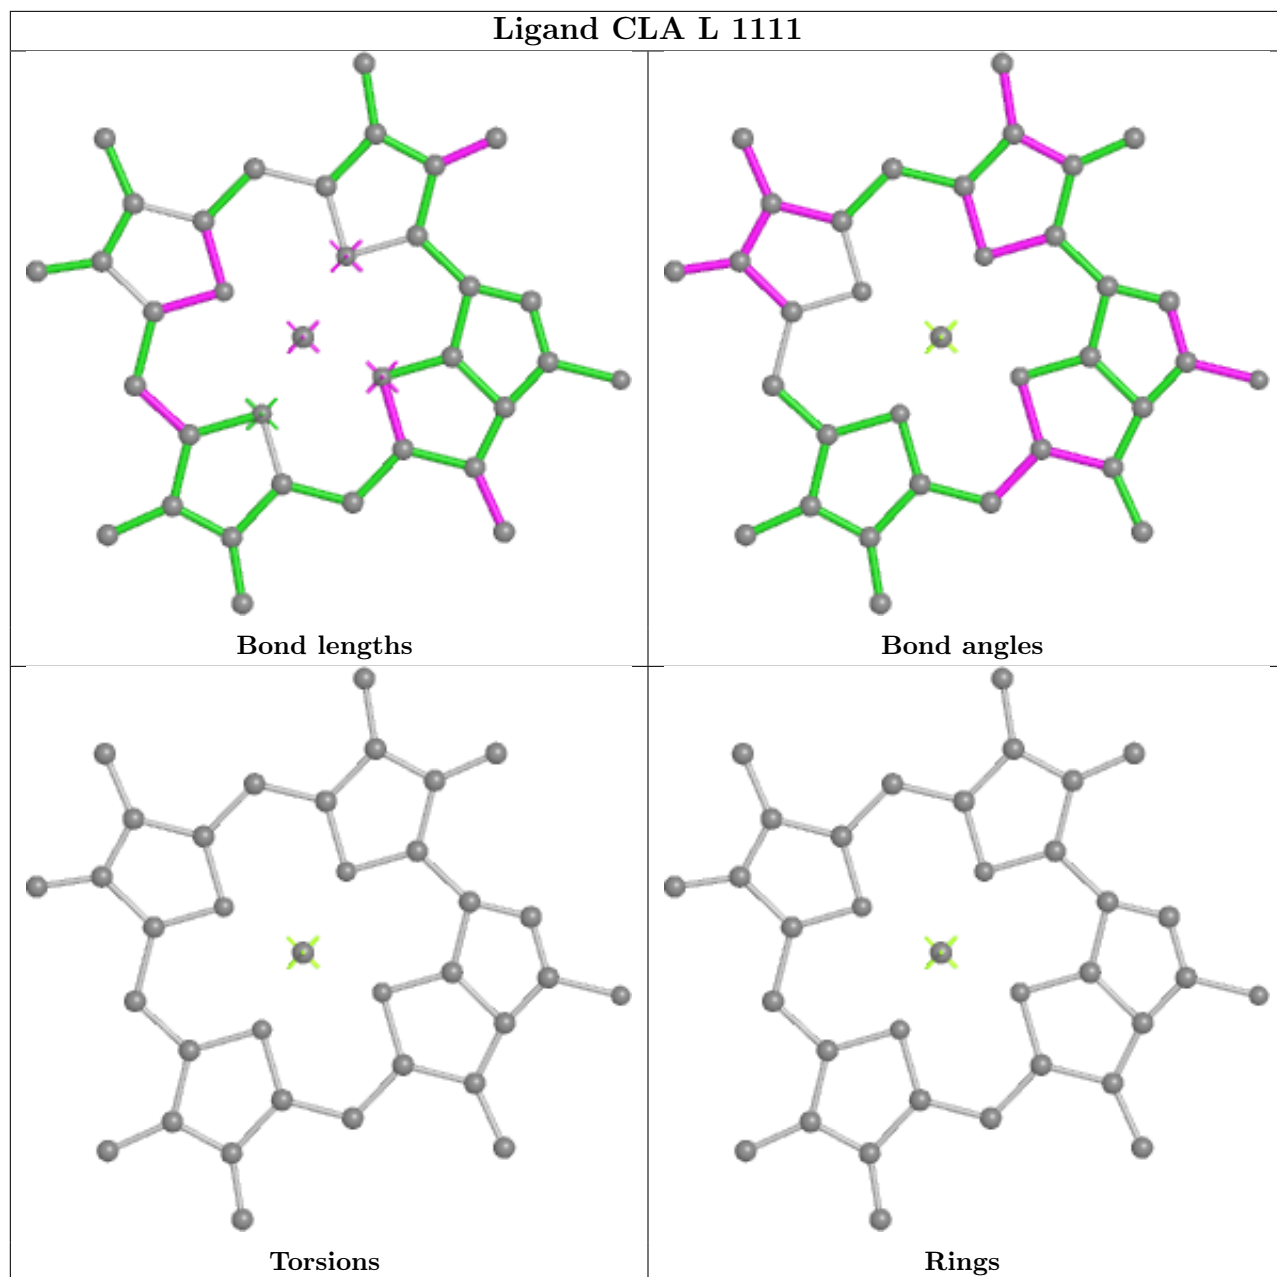 Ligand CLA L 1111
Bond lengths
Bond angles
Torsions
Rings